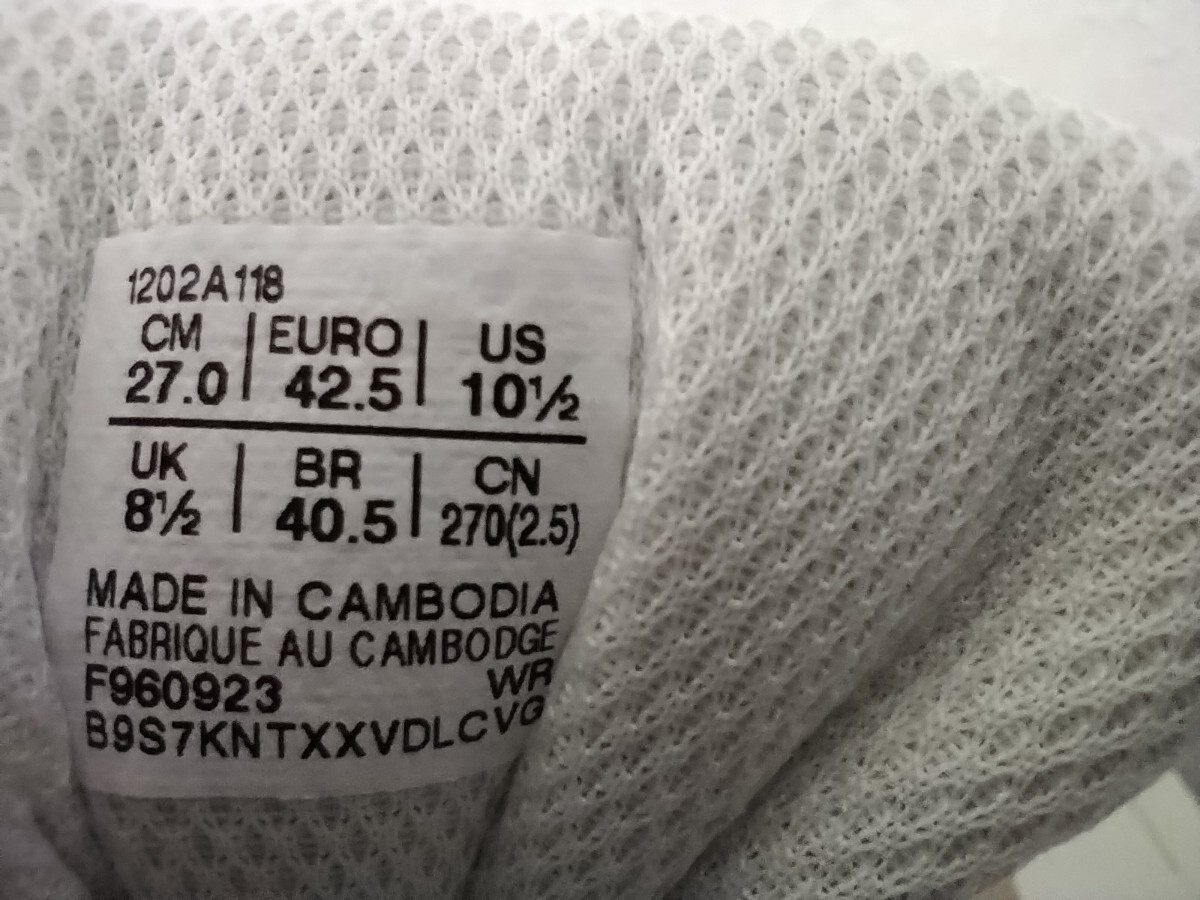 1202A118
CM | EURO | US
27.0 | 42.5 | 10½
UK | BR | CN
8½ | 40.5 | 270(2.5)
MADE IN CAMBODIA
FABRIQUE AU CAMBODGE
F960923 WR
B9S7KNTXXVDLCVG